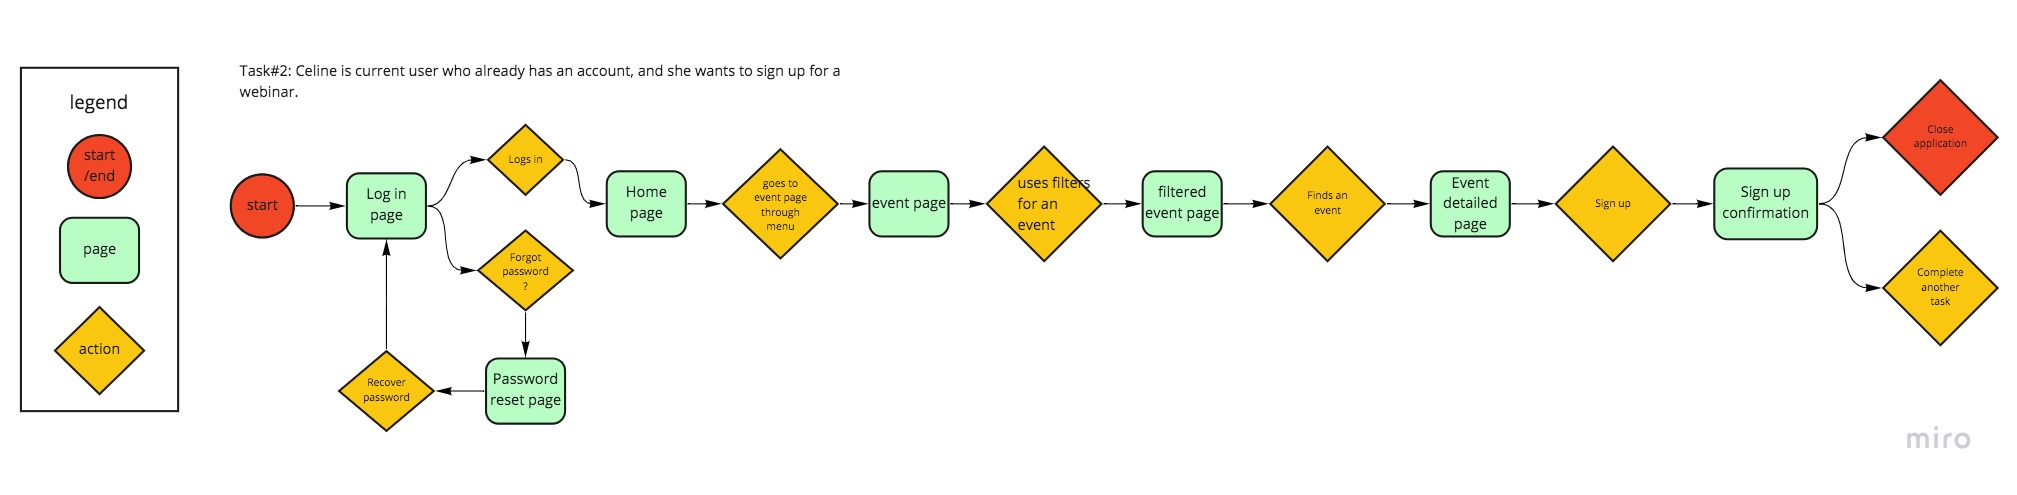 legend
start
/end
page
action
Task#2: Celine is current user who already has an account, and she wants to sign up for a
webinar.
start
Log in
page
Logs in
Forgot
password
?
Password
reset page
Recover
password
Home
page
goes to
event page
through
menu
event page
uses filters
for an
event
filtered
event page
Finds an
event
Event
detailed
page
Sign up
Sign up
confirmation
Close
application
Complete
another
task
miro